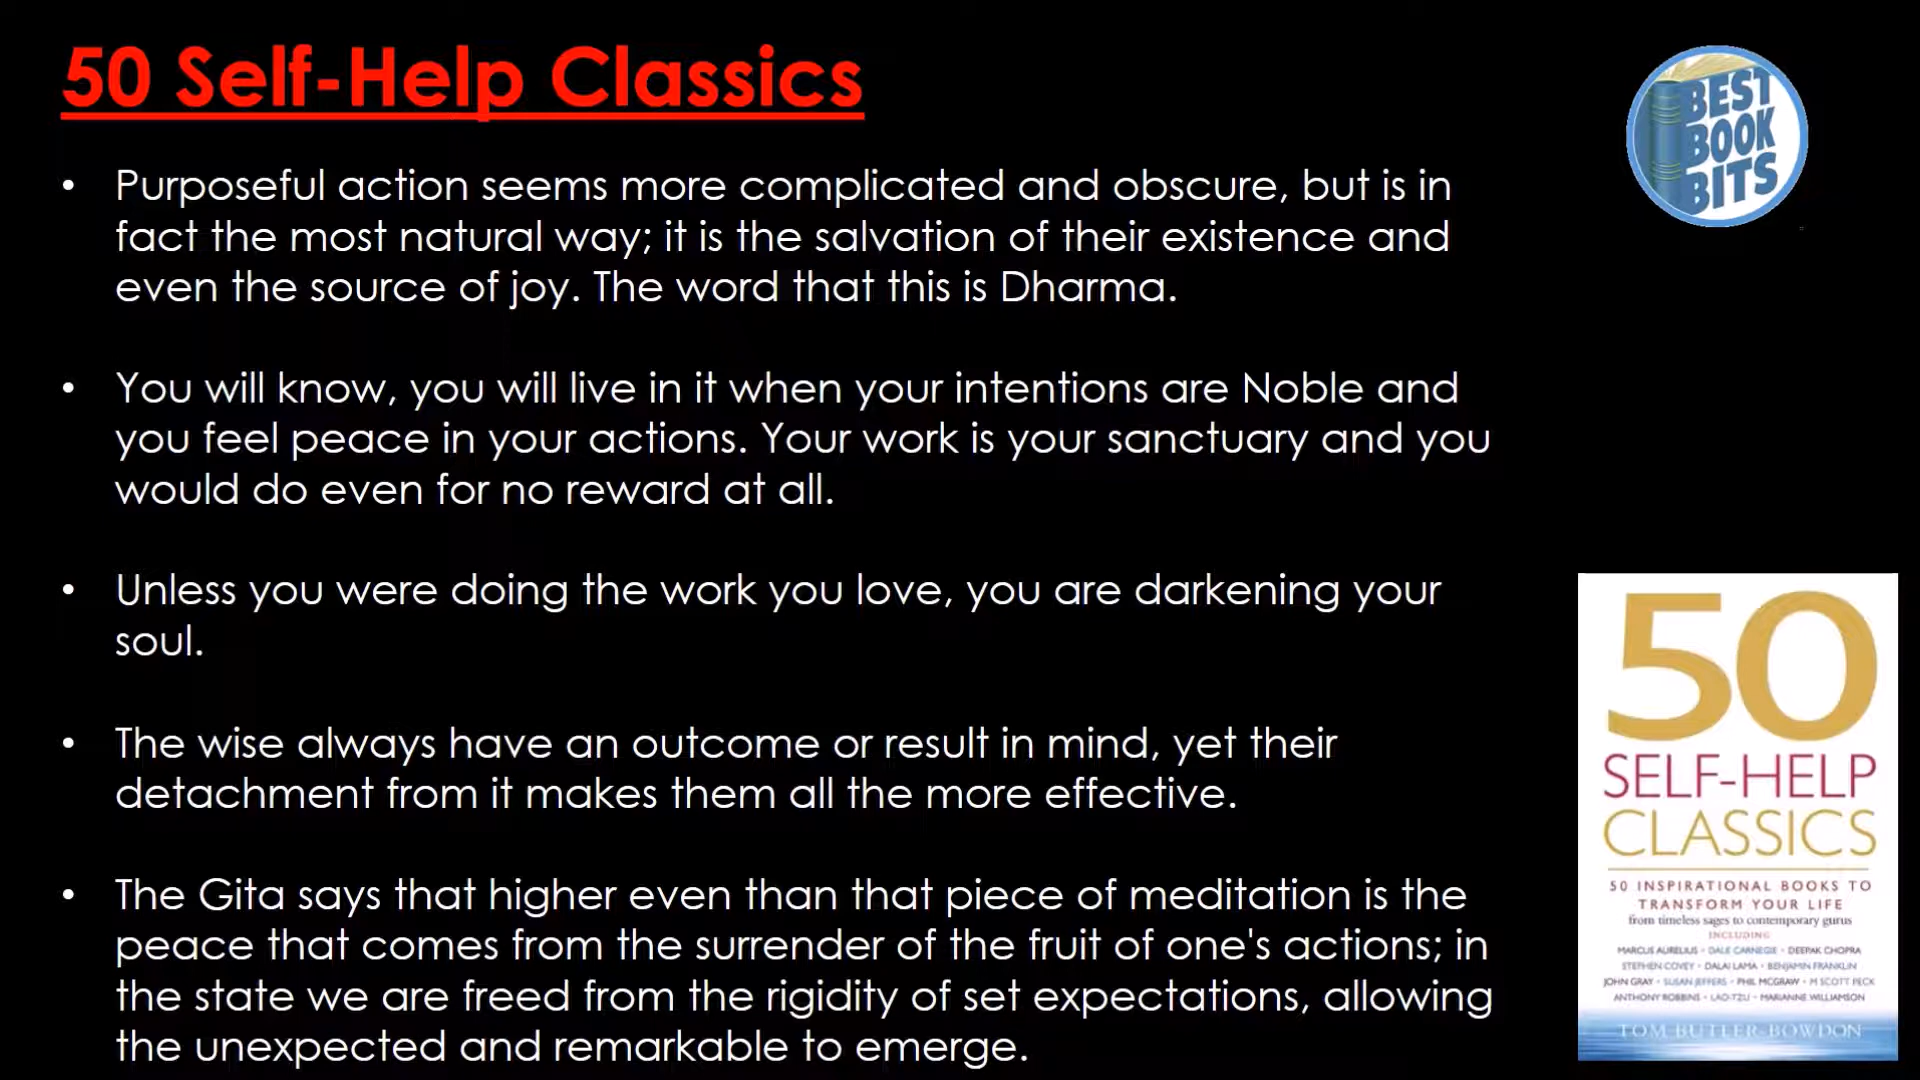 50 Self-Help Classics
BEST
BOOK
BITS
• Purposeful action seems more complicated and obscure, but is in
fact the most natural way; it is the salvation of their existence and
even the source of joy. The word that this is Dharma.
• You will know, you will live in it when your intentions are Noble and
you feel peace in your actions. Your work is your sanctuary and you
would do even for no reward at all.
• Unless you were doing the work you love, you are darkening your
soul.
• The wise always have an outcome or result in mind, yet their
detachment from it makes them all the more effective.
• The Gita says that higher even than that piece of meditation is the
peace that comes from the surrender of the fruit of one's actions; in
the state we are freed from the rigidity of set expectations, allowing
the unexpected and remarkable to emerge.
50
SELF-HELP
CLASSICS
50 INSPIRATIONAL BOOKS TO
TRANSFORM YOUR LIFE
from timeless sages to contemporary gurus
INCLUDING
MARCUS AURELIUS • DALE CARNEGIE • DEEPAK CHOPRA
STEPHEN COVEY • DALAI LAMA • BENJAMIN FRANKLIN
JOHN GRAY • SUSAN JEFFERS • PHIL MCGRAW • M SCOTT PECK
ANTHONY ROBBINS • LAO-TZU • MARIANNE WILLIAMSON
TOM BUTLER-BOWDON